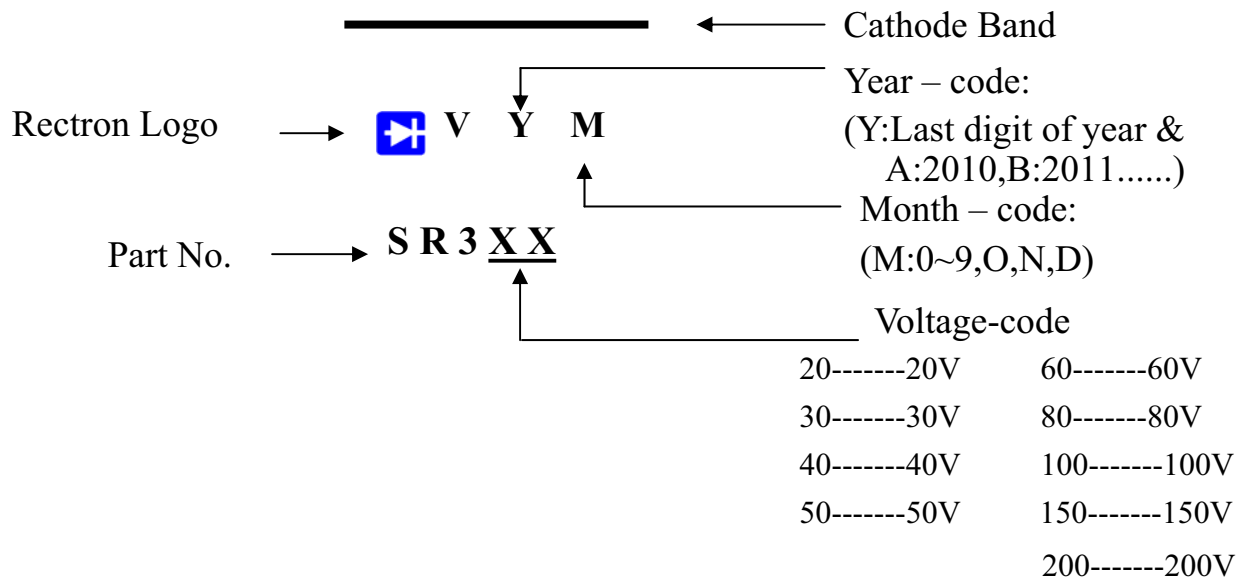 Cathode Band
Year – code:
Rectron Logo
V Y M
(Y:Last digit of year &
A:2010,B:2011......)
Month – code:
Part No.
S R 3 X X
(M:0~9,O,N,D)
Voltage-code
20-------20V 60-------60V
30-------30V 80-------80V
40-------40V 100-------100V
50-------50V 150-------150V
200-------200V